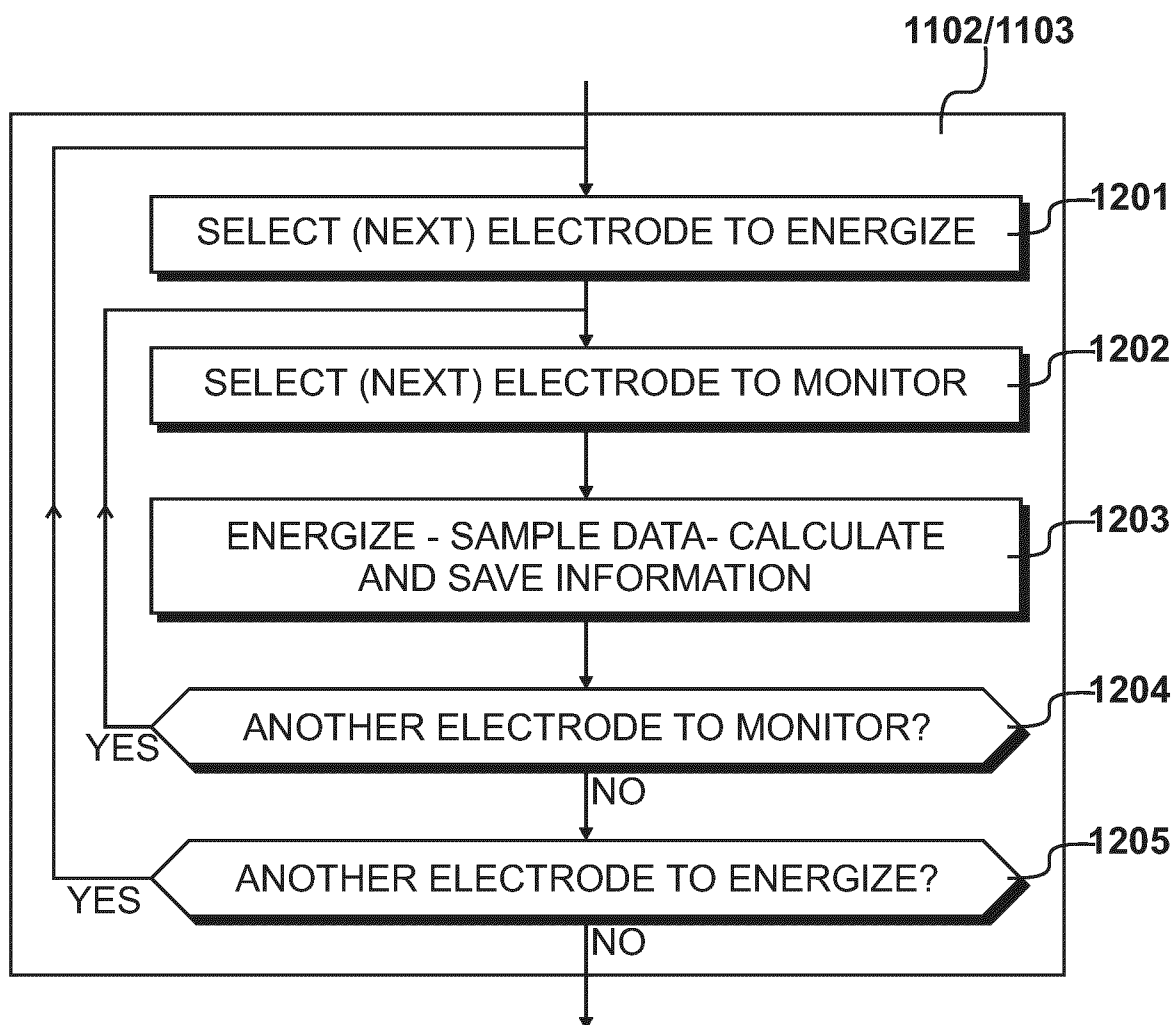 1102/1103
SELECT (NEXT) ELECTRODE TO ENERGIZE
1201
SELECT (NEXT) ELECTRODE TO MONITOR
1202
ENERGIZE - SAMPLE DATA- CALCULATE
AND SAVE INFORMATION
1203
ANOTHER ELECTRODE TO MONITOR?
1204
YES
NO
ANOTHER ELECTRODE TO ENERGIZE?
1205
YES
NO